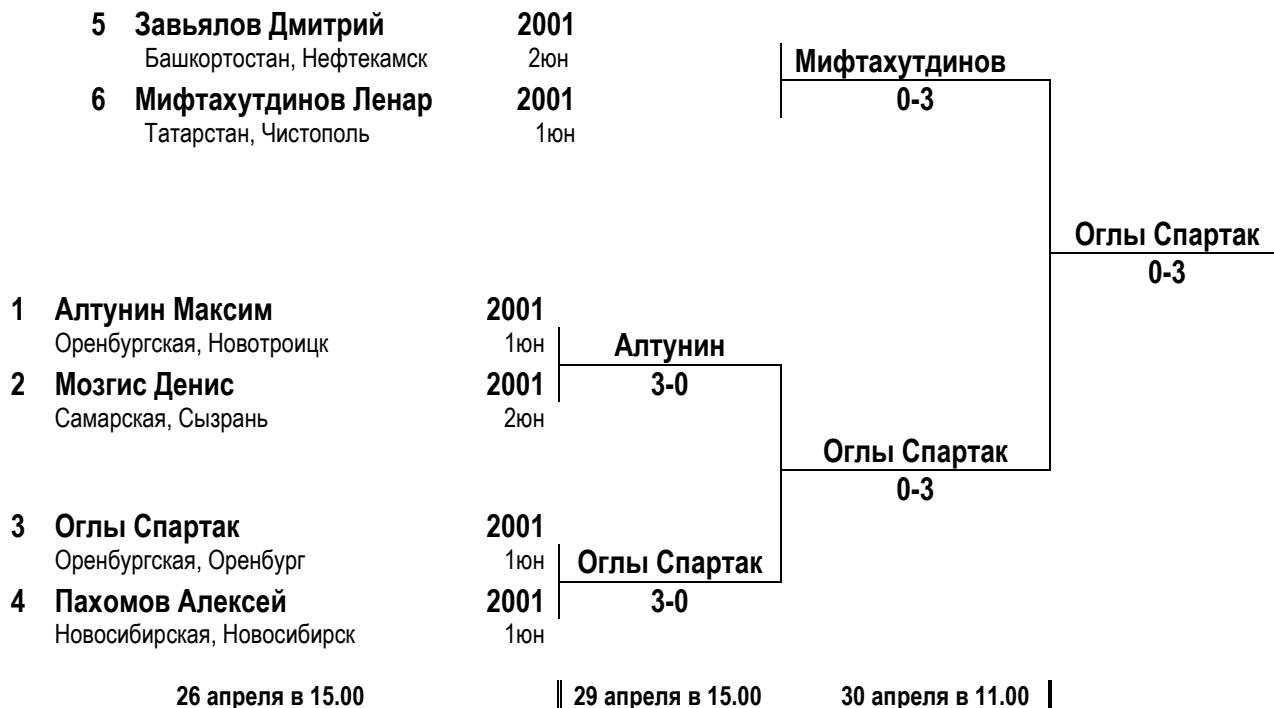 5 Завьялов Дмитрий 2001
Башкортостан, Нефтекамск 2юн
Мифтахутдинов
6 Мифтахутдинов Ленар 2001
0-3
Татарстан, Чистополь 1юн
Оглы Спартак
0-3
1 Алтунин Максим 2001
Оренбургская, Новотроицк 1юн
Алтунин
2 Мозгис Денис 2001
3-0
Самарская, Сызрань 2юн
Оглы Спартак
0-3
3 Оглы Спартак 2001
Оренбургская, Оренбург 1юн
Оглы Спартак
4 Пахомов Алексей 2001
3-0
Новосибирская, Новосибирск 1юн
26 апреля в 15.00 29 апреля в 15.00 30 апреля в 11.00